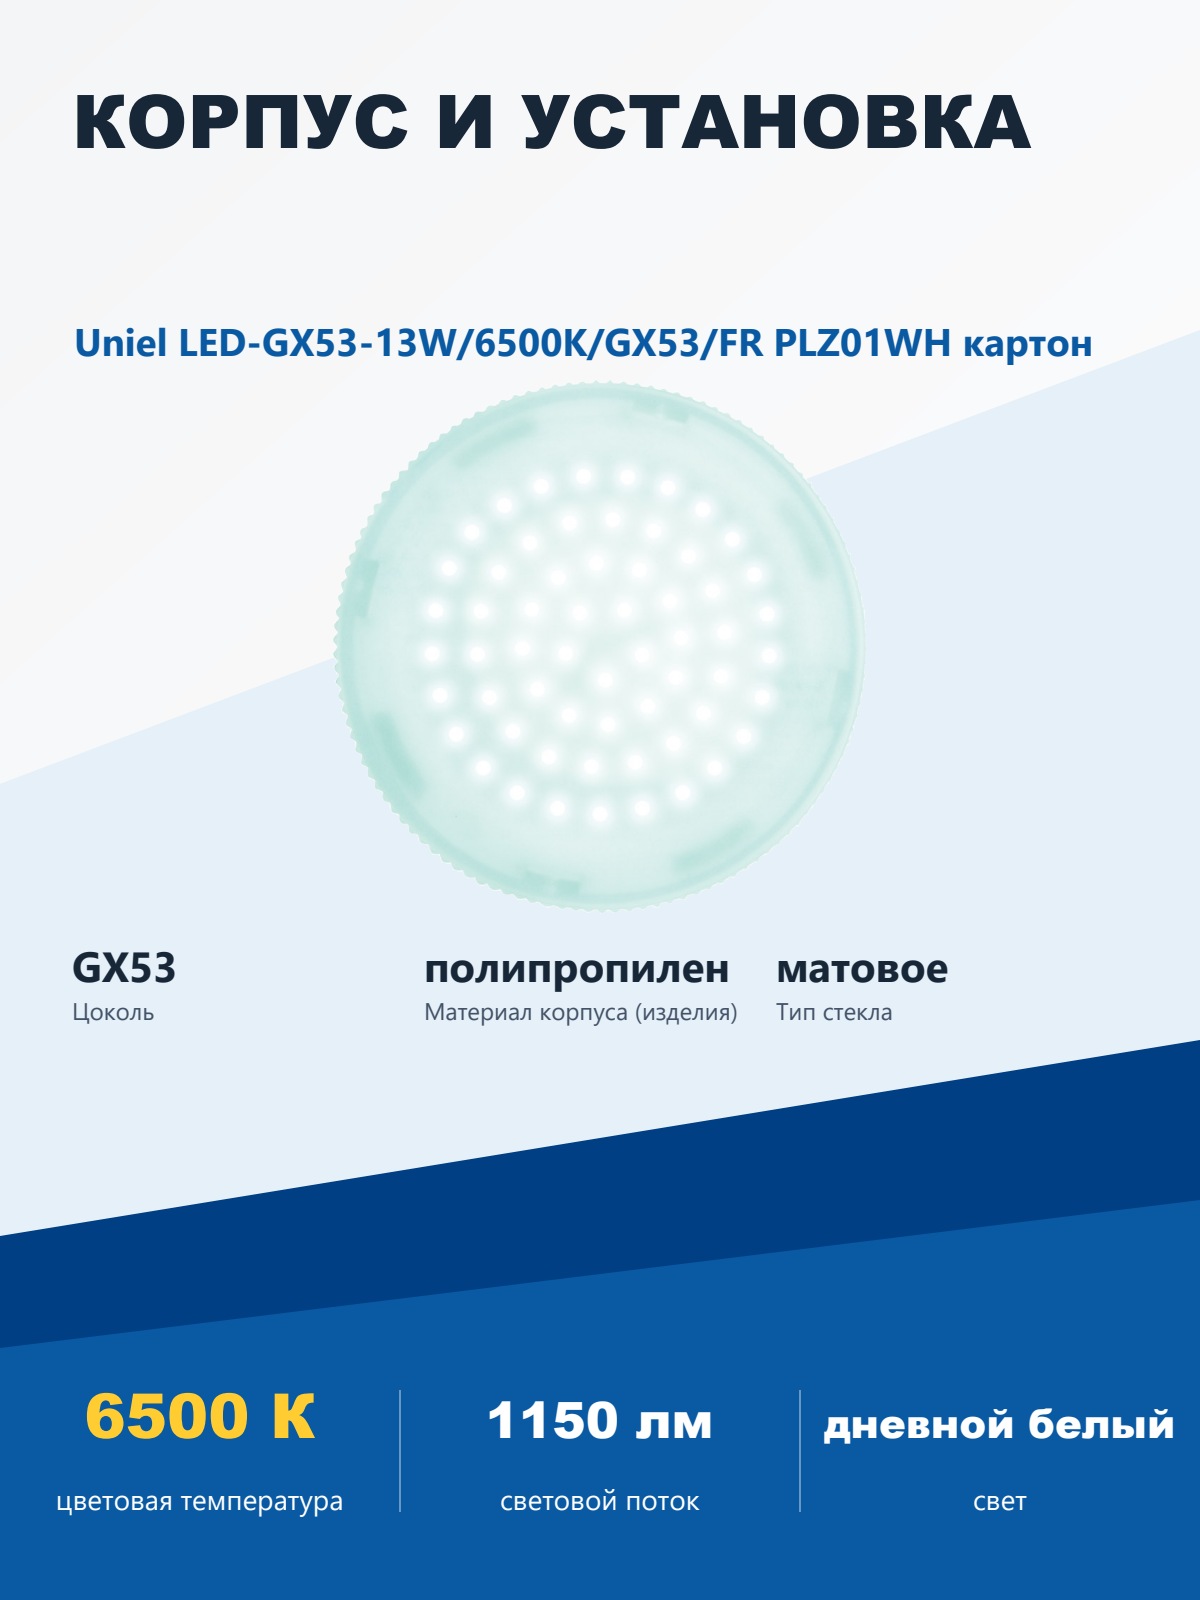 КОРПУС И УСТАНОВКА
Uniel LED-GX53-13W/6500K/GX53/FR PLZ01WH картон
GX53
Цоколь
полипропилен
Материал корпуса (изделия)
матовое
Тип стекла
6500 К
цветовая температура
1150 лм
световой поток
дневной белый
свет